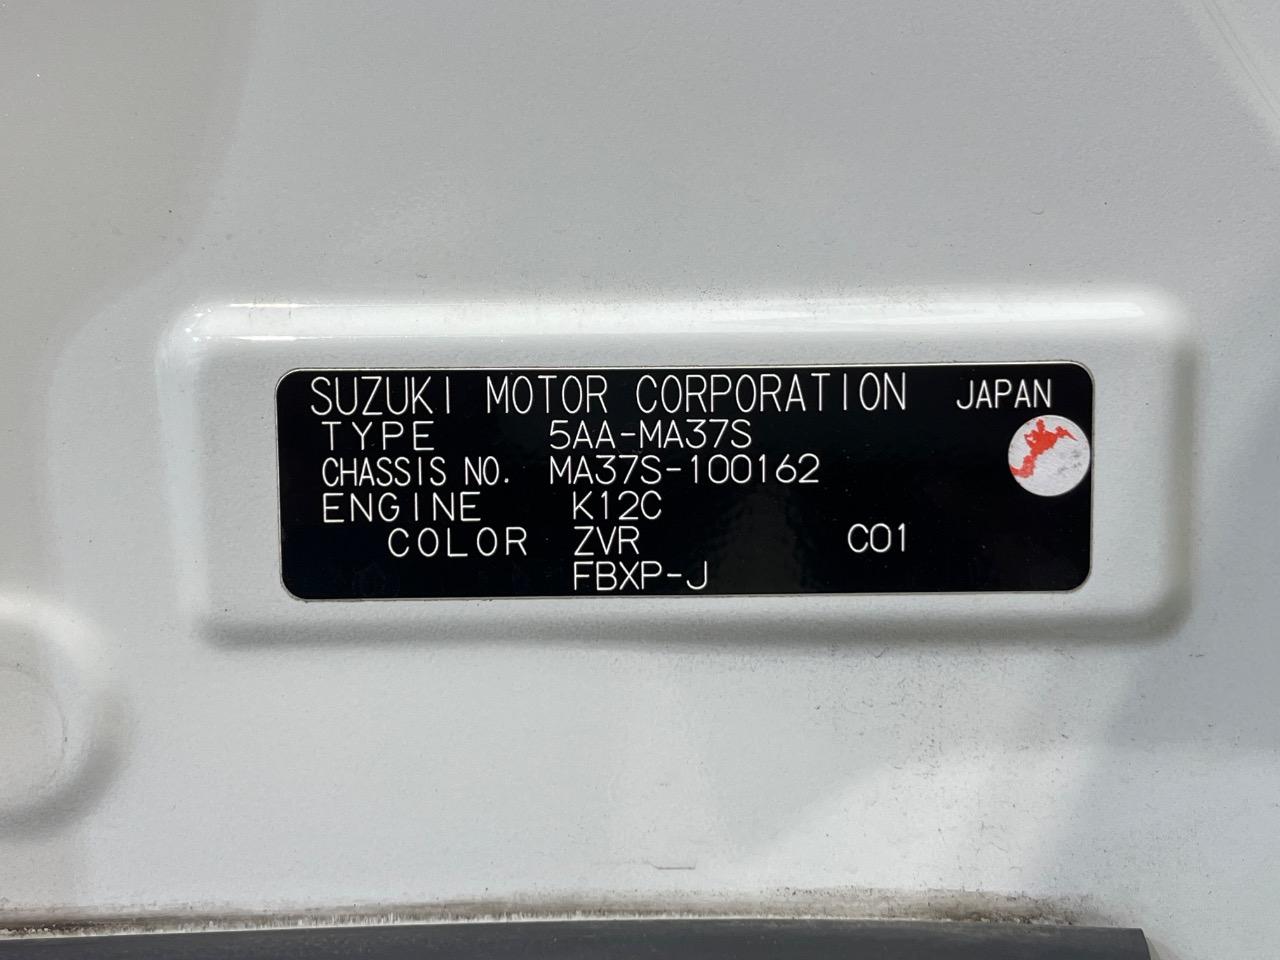 SUZUKI MOTOR CORPORATION JAPAN
TYPE 5AA-MA37S
CHASSIS NO. MA37S-100162
ENGINE K12C
COLOR ZVR C01
FBXP-J